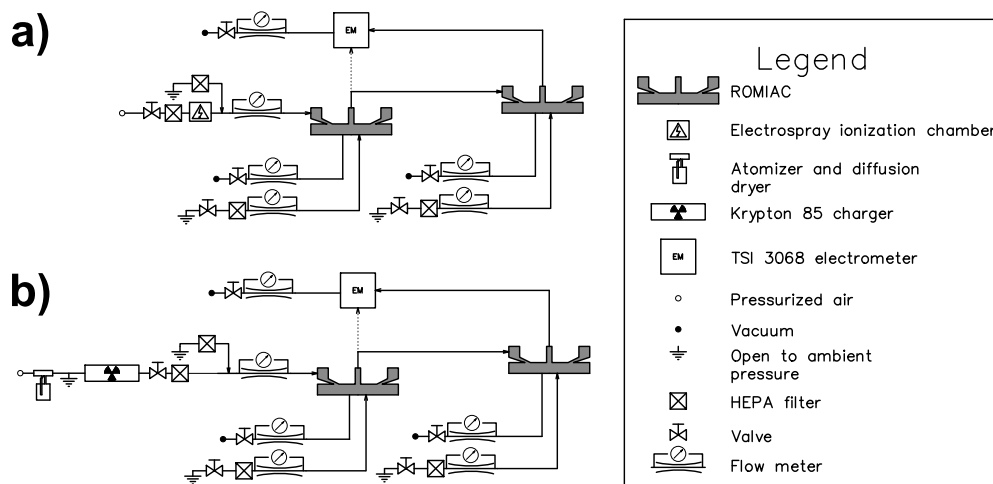 a)
EM
b)
EM
Legend
ROMIAC
Electrospray ionization chamber
Atomizer and diffusion
dryer
Krypton 85 charger
EM
TSI 3068 electrometer
Pressurized air
Vacuum
Open to ambient
pressure
HEPA filter
Valve
Flow meter